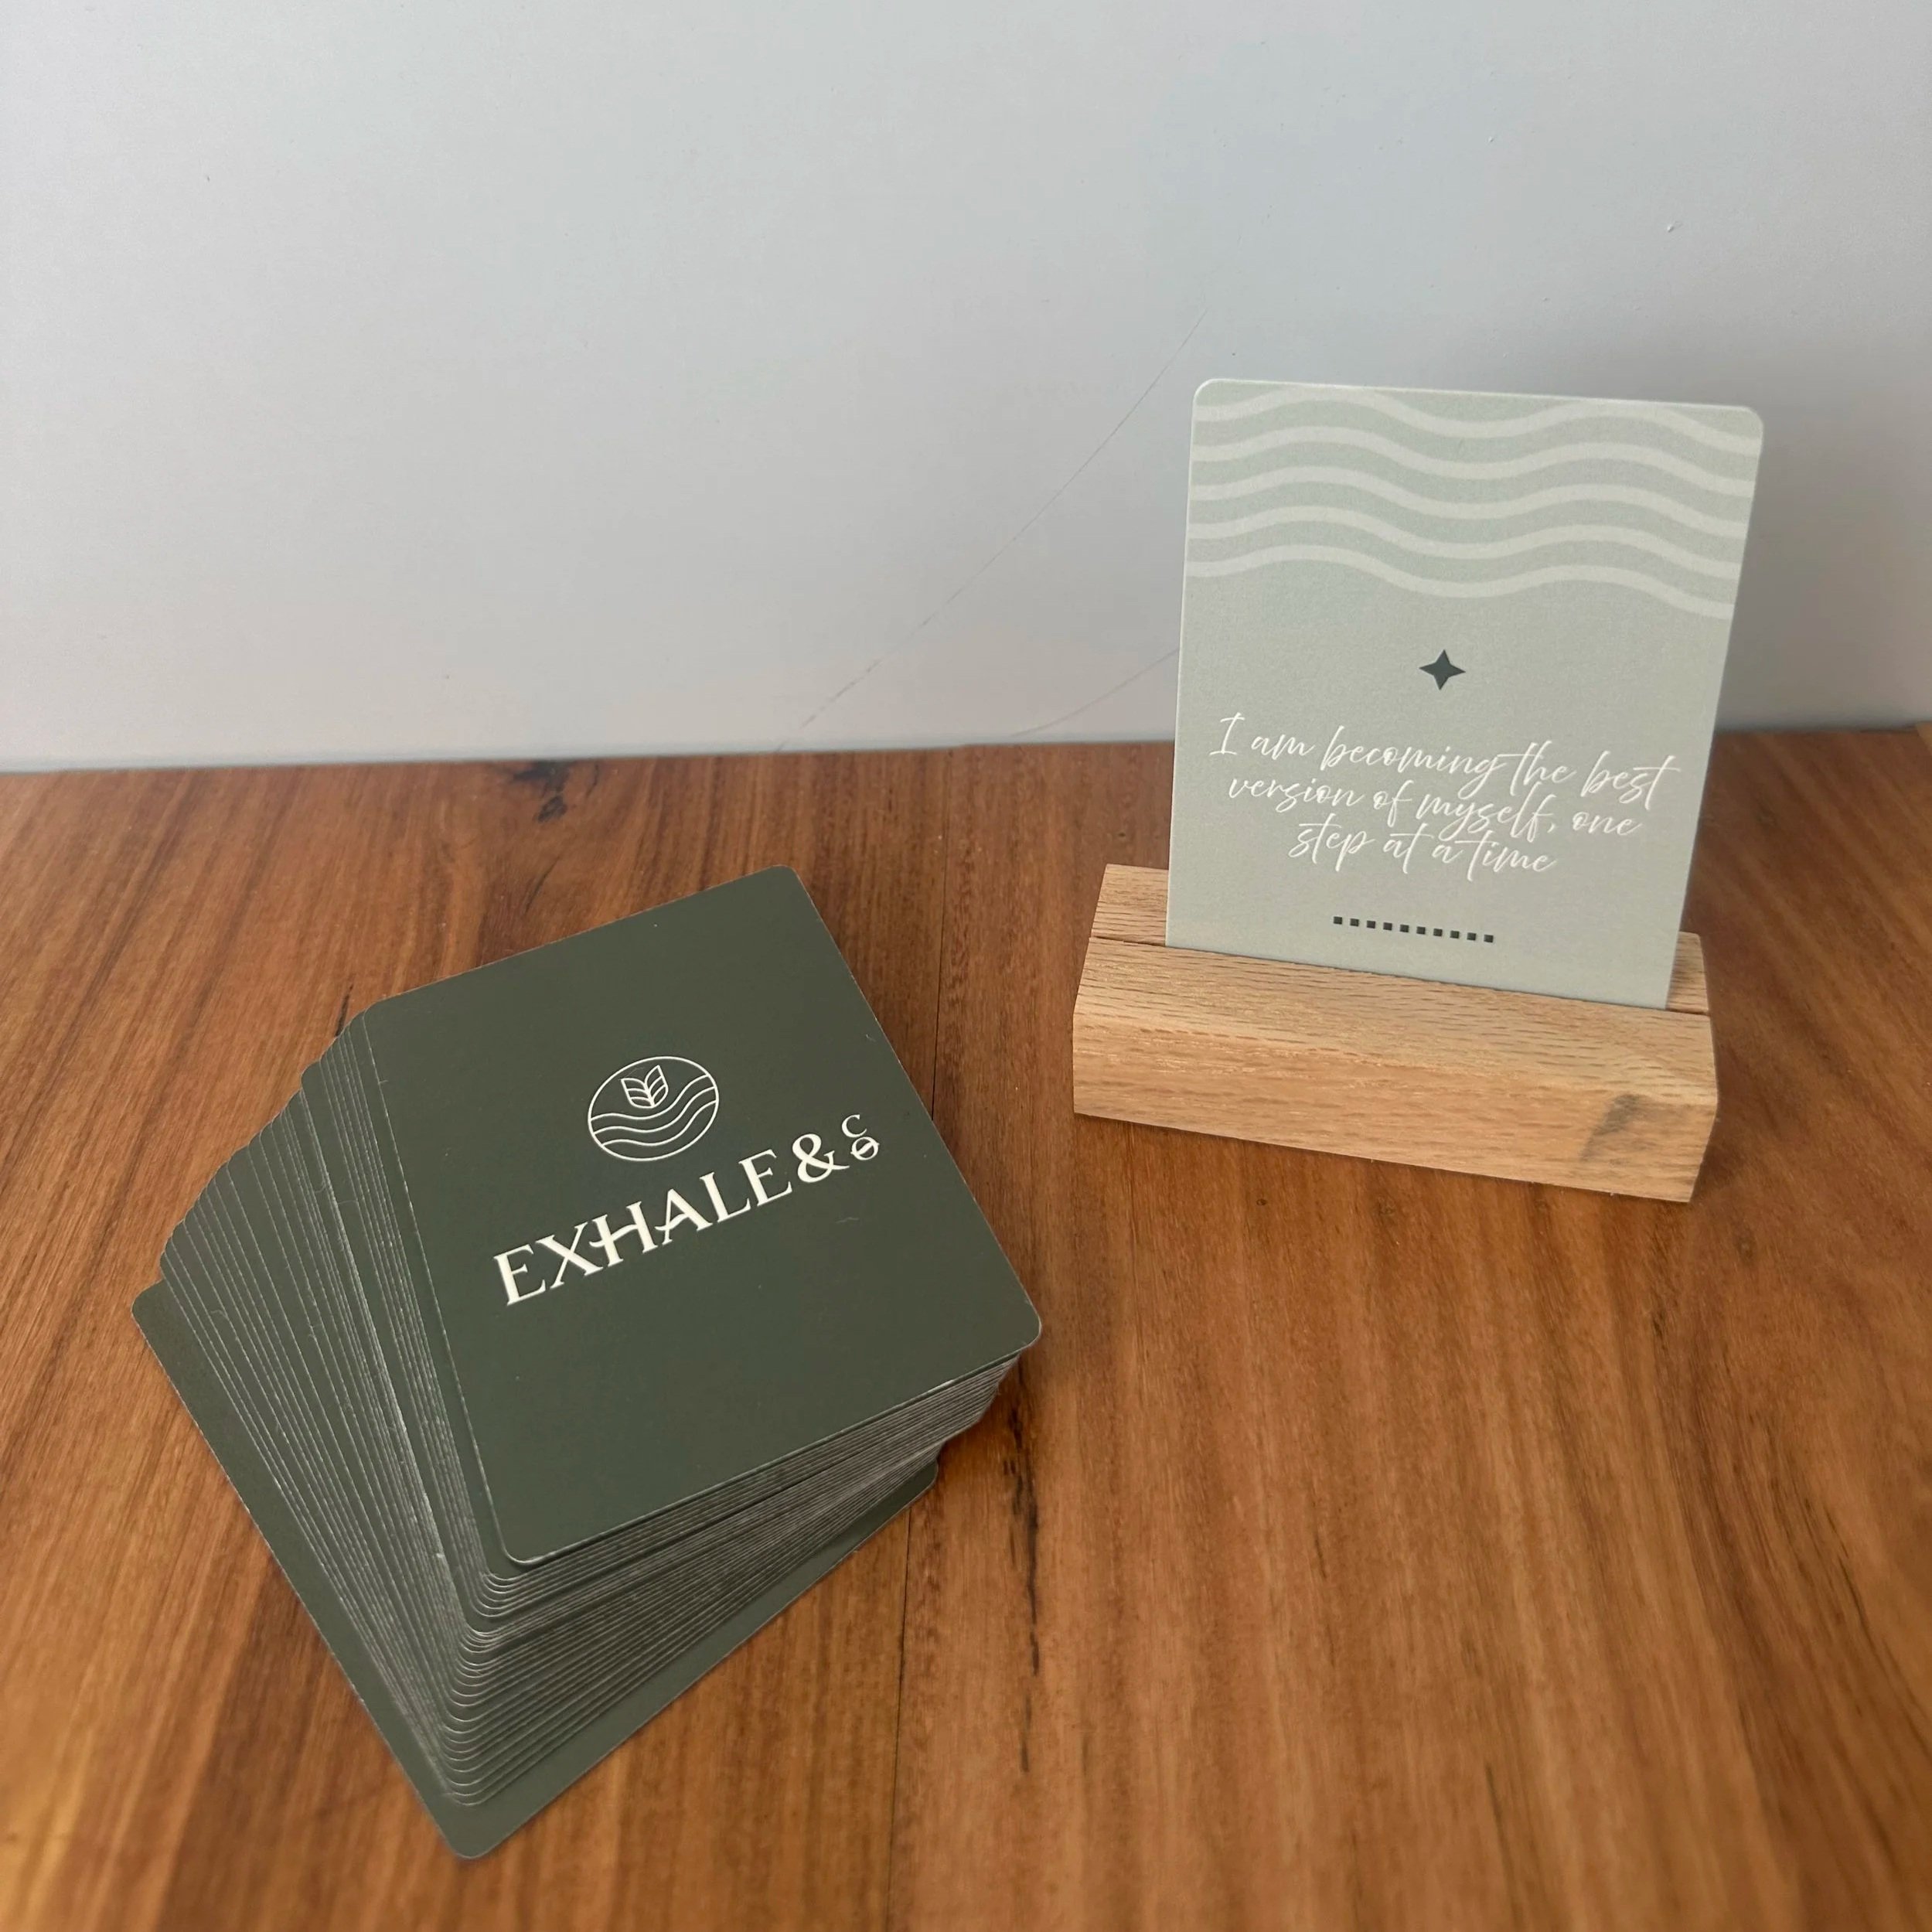 EXHALE & CO
I am becoming the best
version of myself, one
step at a time